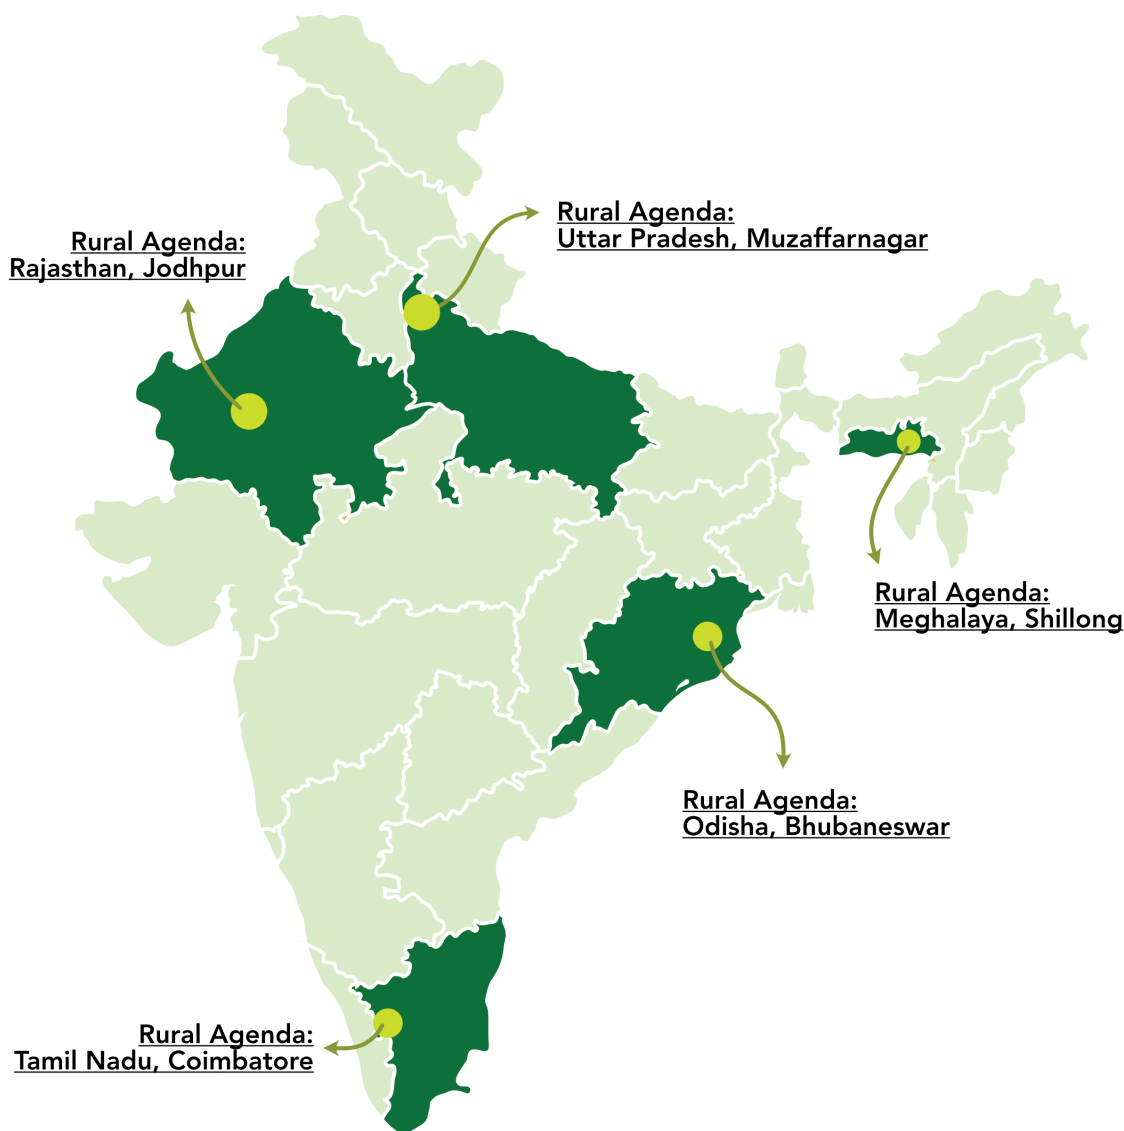 Rural Agenda:
Uttar Pradesh, Muzaffarnagar
Rural Agenda:
Rajasthan, Jodhpur
Rural Agenda:
Meghalaya, Shillong
Rural Agenda:
Odisha, Bhubaneswar
Rural Agenda:
Tamil Nadu, Coimbatore